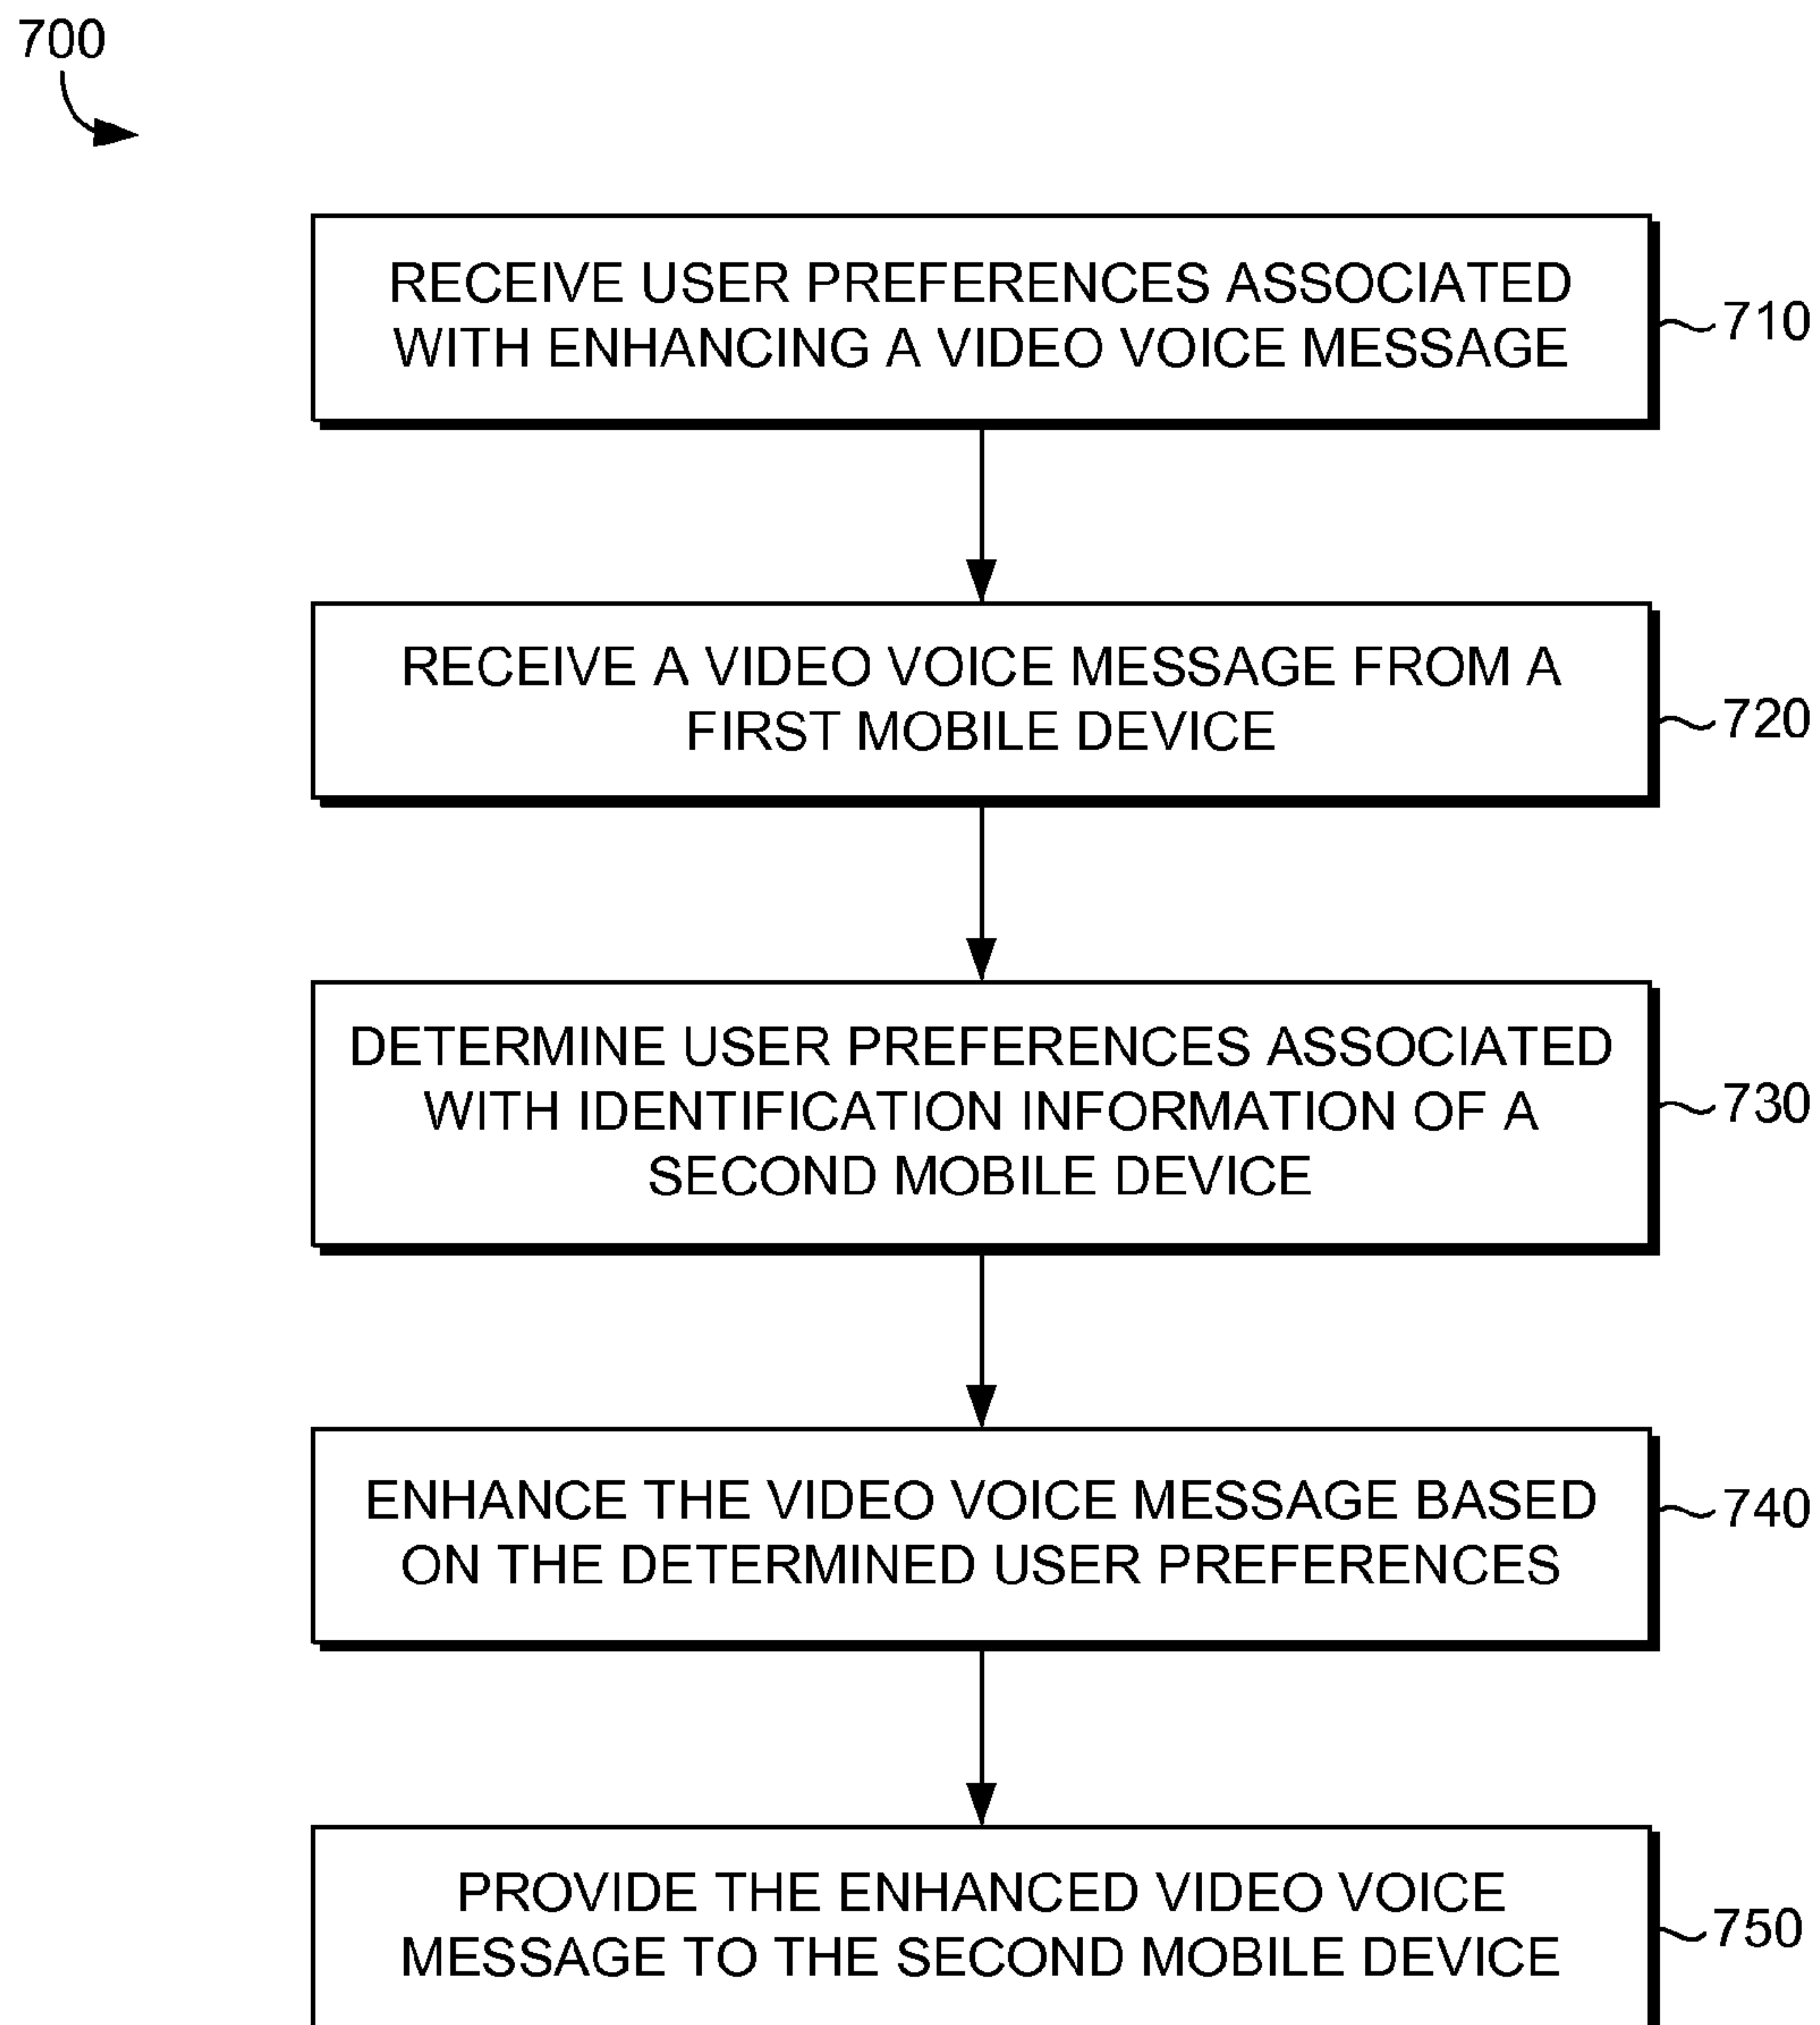 700
RECEIVE USER PREFERENCES ASSOCIATED
WITH ENHANCING A VIDEO VOICE MESSAGE
710
RECEIVE A VIDEO VOICE MESSAGE FROM A
FIRST MOBILE DEVICE
720
DETERMINE USER PREFERENCES ASSOCIATED
WITH IDENTIFICATION INFORMATION OF A
SECOND MOBILE DEVICE
730
ENHANCE THE VIDEO VOICE MESSAGE BASED
ON THE DETERMINED USER PREFERENCES
740
PROVIDE THE ENHANCED VIDEO VOICE
MESSAGE TO THE SECOND MOBILE DEVICE
750